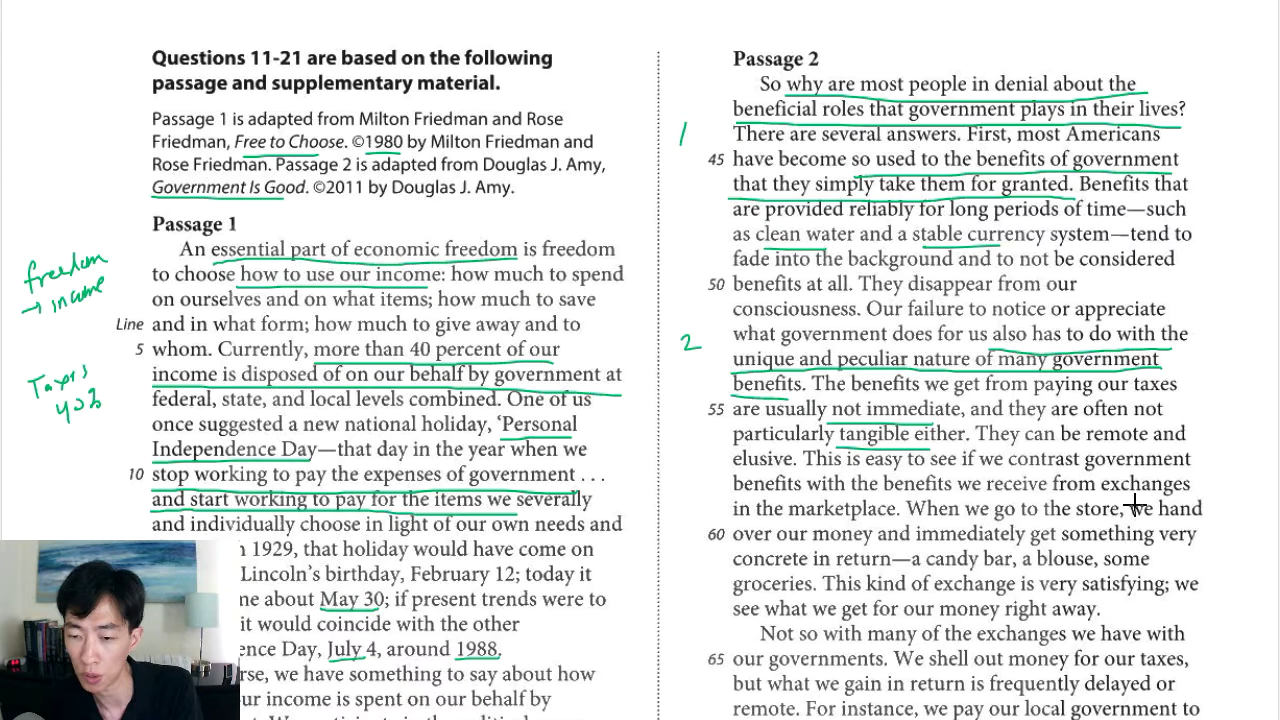 Questions 11-21 are based on the following
passage and supplementary material.
Passage 1 is adapted from Milton Friedman and Rose
Friedman, Free to Choose. ©1980 by Milton Friedman and
Rose Friedman. Passage 2 is adapted from Douglas J. Amy,
Government Is Good. ©2011 by Douglas J. Amy.
Passage 1
An essential part of economic freedom is freedom
to choose how to use our income: how much to spend
on ourselves and on what items; how much to save
Line and in what form; how much to give away and to
5 whom. Currently, more than 40 percent of our
income is disposed of on our behalf by government at
federal, state, and local levels combined. One of us
once suggested a new national holiday, ‘Personal
Independence Day—that day in the year when we
10 stop working to pay the expenses of government . . .
and start working to pay for the items we severally
and individually choose in light of our own needs and
1929, that holiday would have come on
Lincoln’s birthday, February 12; today it
about May 30; if present trends were to
it would coincide with the other
Day, July 4, around 1988.
we have something to say about how
income is spent on our behalf by
freedom
→ income
Taxes
40%
Passage 2
So why are most people in denial about the
beneficial roles that government plays in their lives?
There are several answers. First, most Americans
45 have become so used to the benefits of government
that they simply take them for granted. Benefits that
are provided reliably for long periods of time—such
as clean water and a stable currency system—tend to
fade into the background and to not be considered
50 benefits at all. They disappear from our
consciousness. Our failure to notice or appreciate
what government does for us also has to do with the
unique and peculiar nature of many government
benefits. The benefits we get from paying our taxes
55 are usually not immediate, and they are often not
particularly tangible either. They can be remote and
elusive. This is easy to see if we contrast government
benefits with the benefits we receive from exchanges
in the marketplace. When we go to the store, we hand
60 over our money and immediately get something very
concrete in return—a candy bar, a blouse, some
groceries. This kind of exchange is very satisfying; we
see what we get for our money right away.
Not so with many of the exchanges we have with
65 our governments. We shell out money for our taxes,
but what we gain in return is frequently delayed or
remote. For instance, we pay our local government to
1
2